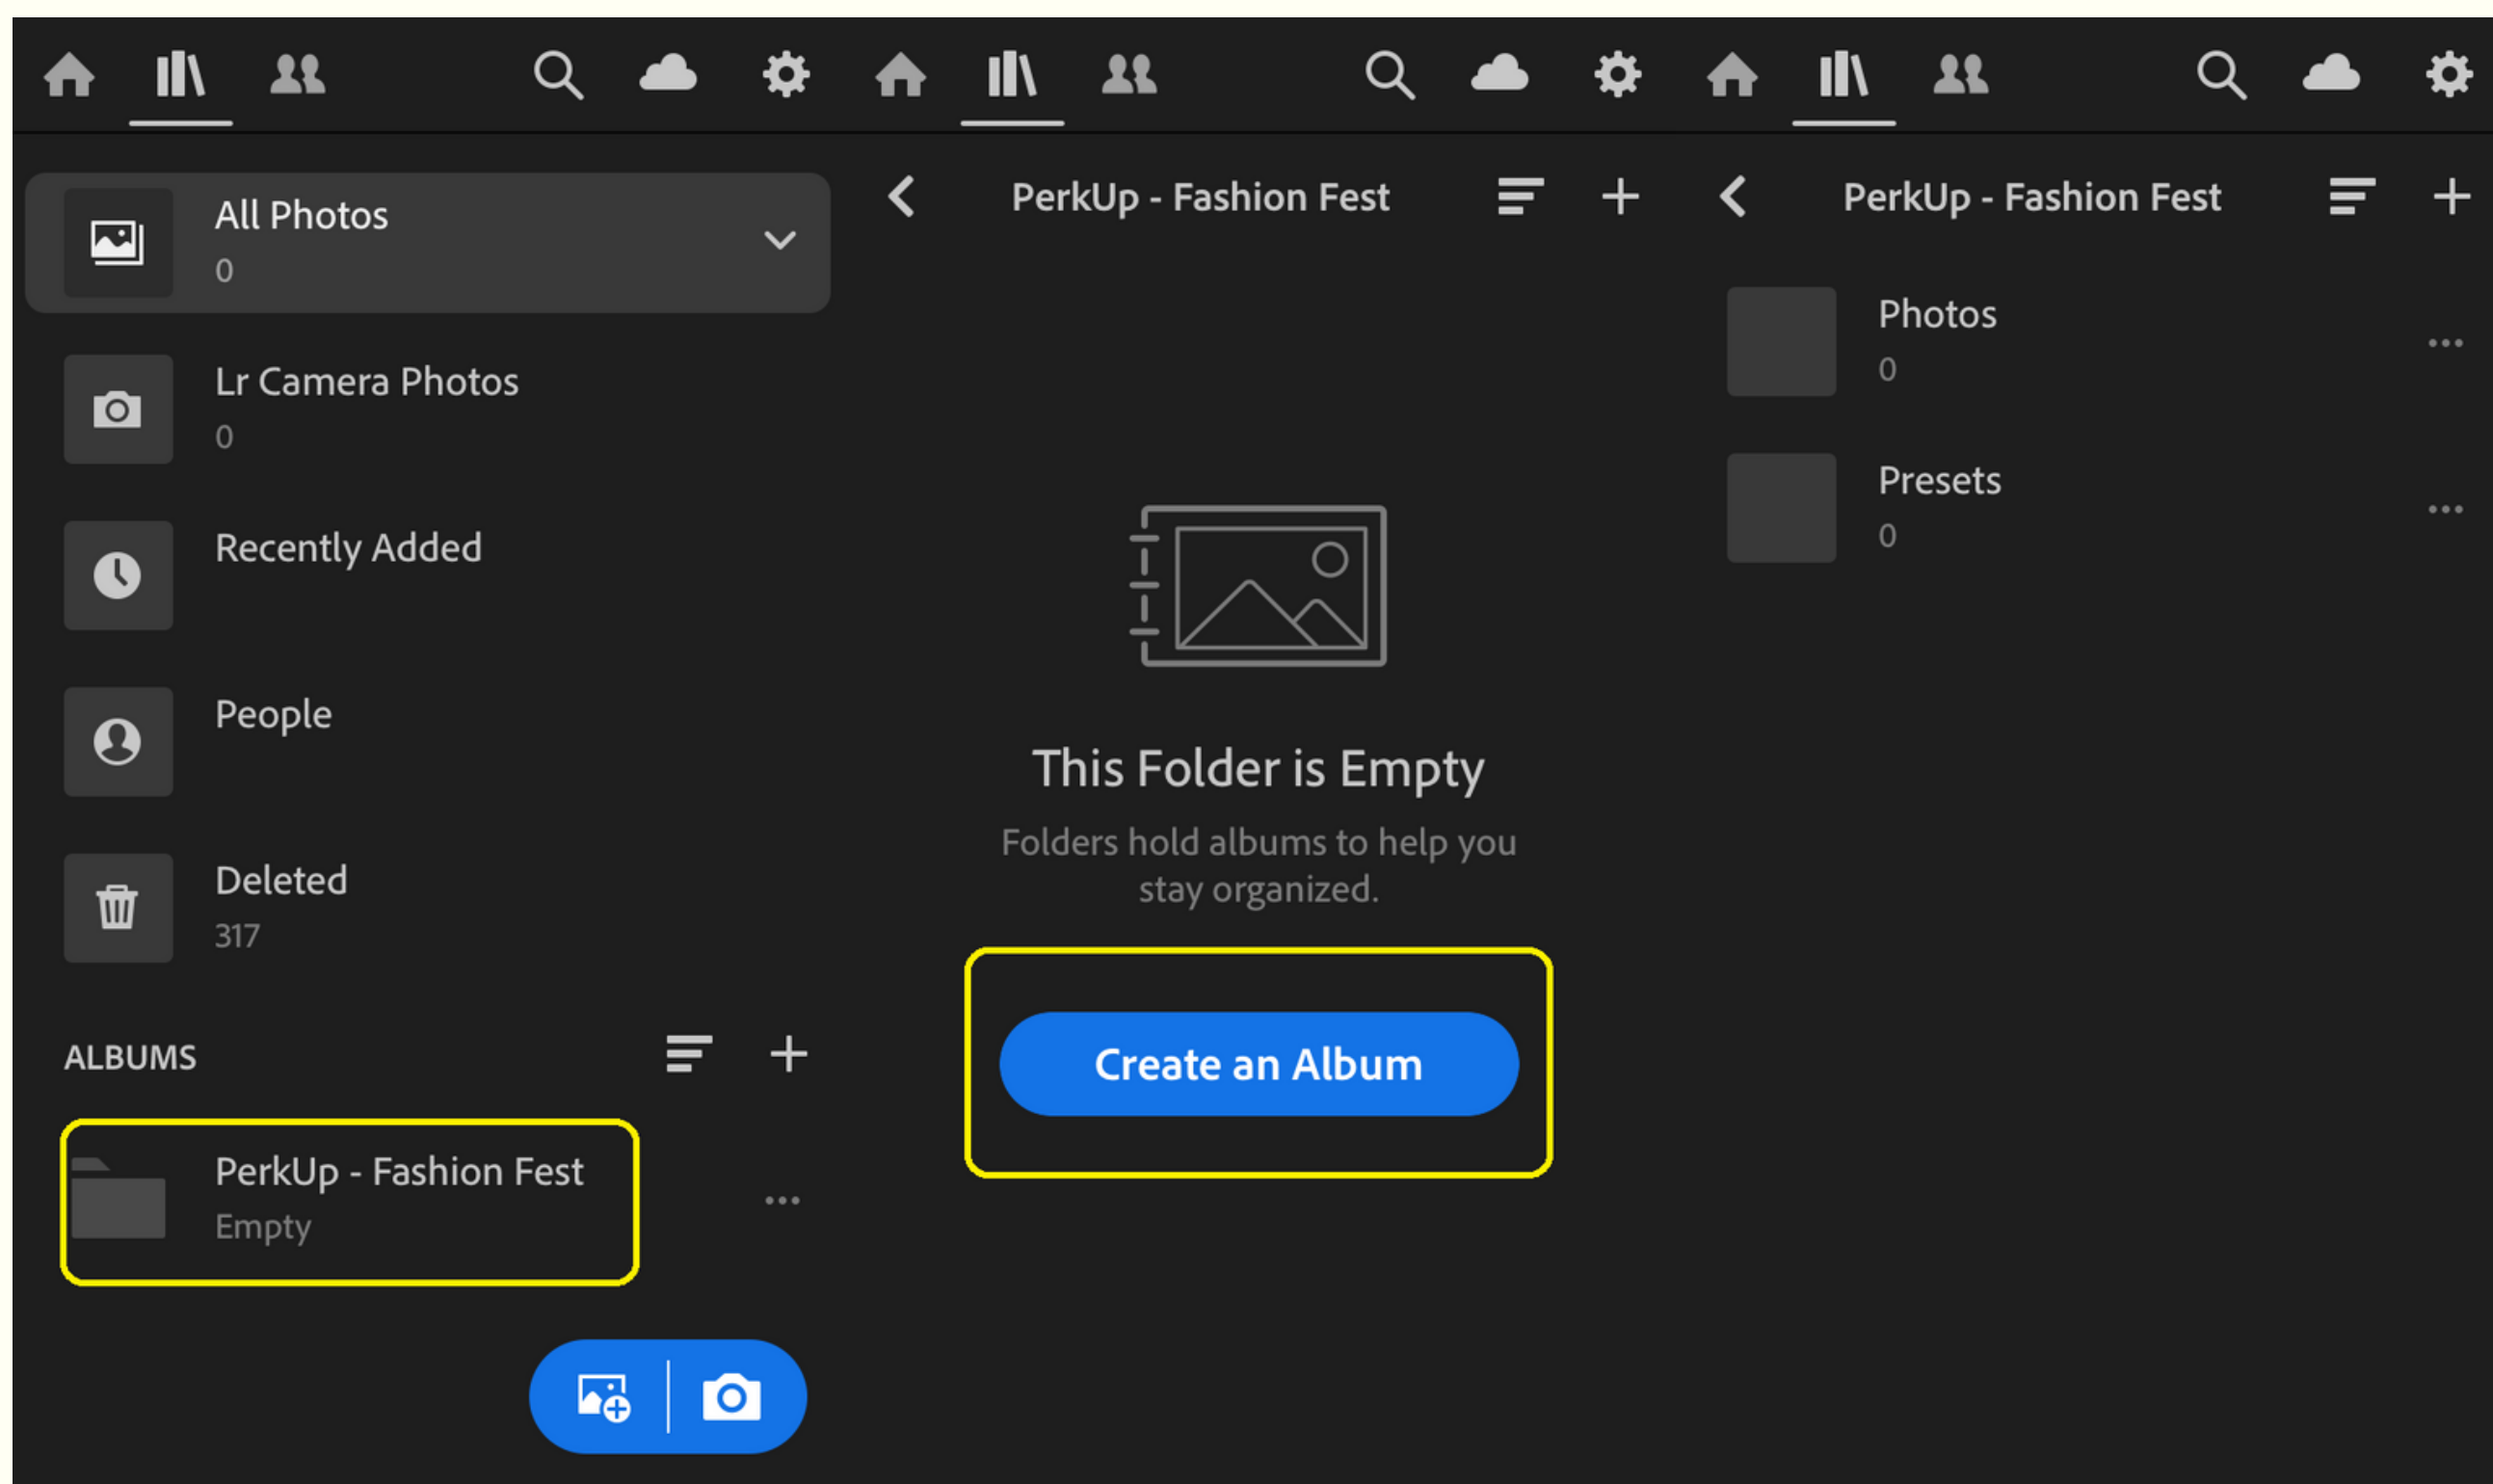 All Photos
0
Lr Camera Photos
0
Recently Added
People
Deleted
317
ALBUMS
PerkUp - Fashion Fest
Empty
PerkUp - Fashion Fest
This Folder is Empty
Folders hold albums to help you
stay organized.
Create an Album
PerkUp - Fashion Fest
Photos
0
Presets
0